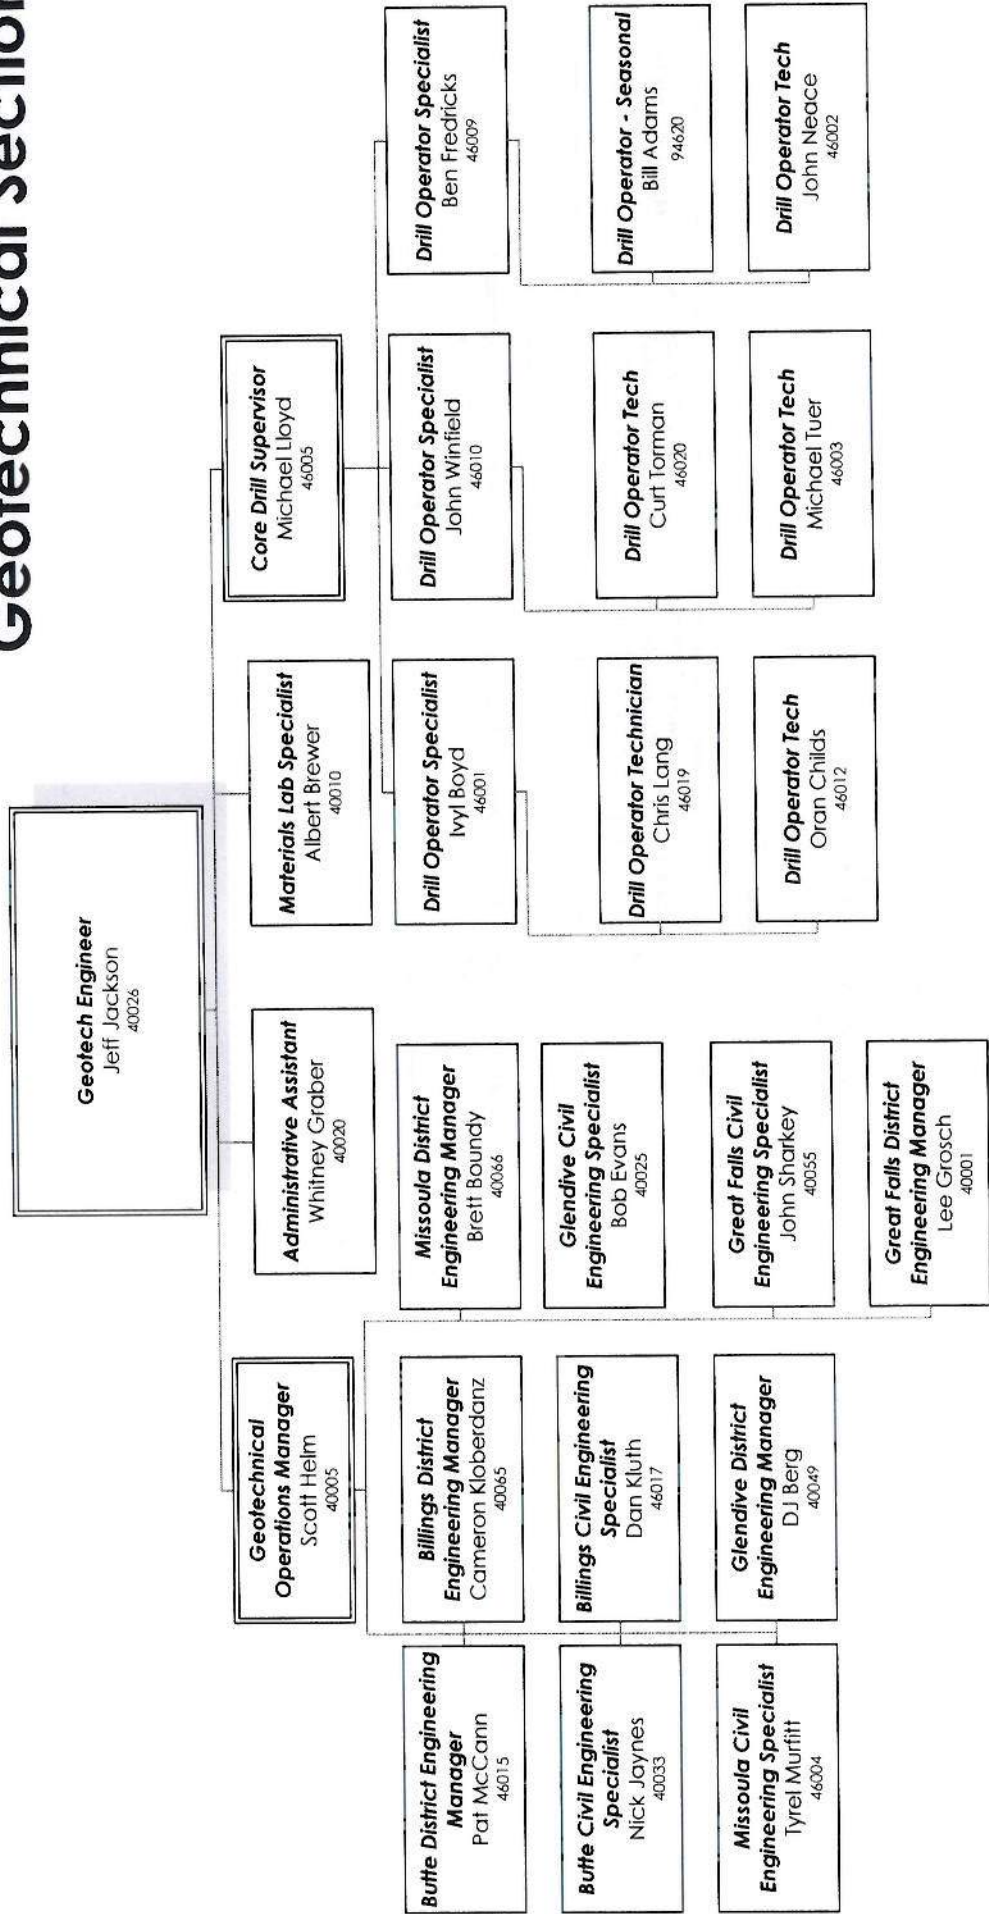 Geotechnical Section
Geotech Engineer
Jeff Jackson
40026
Geotechnical
Operations Manager
Scott Helm
40005
Administrative Assistant
Whitney Graber
40020
Materials Lab Specialist
Albert Brewer
40010
Core Drill Supervisor
Michael Lloyd
46005
Butte District Engineering
Manager
Pat McCann
46015
Billings District
Engineering Manager
Cameron Kloberdanz
40065
Missoula District
Engineering Manager
Brett Boundy
40066
Drill Operator Specialist
Ivyl Boyd
46001
Drill Operator Specialist
John Winfield
46010
Drill Operator Specialist
Ben Fredricks
46009
Butte Civil Engineering
Specialist
Nick Jaynes
40033
Billings Civil Engineering
Specialist
Dan Kluth
46017
Glendive Civil
Engineering Specialist
Bob Evans
40025
Drill Operator Technician
Chris Lang
46019
Drill Operator Tech
Curt Torman
46020
Drill Operator - Seasonal
Bill Adams
94620
Missoula Civil
Engineering Specialist
Tyrel Murfitt
46004
Glendive District
Engineering Manager
DJ Berg
40049
Great Falls Civil
Engineering Specialist
John Sharkey
40055
Drill Operator Tech
Oran Childs
46012
Drill Operator Tech
Michael Tuer
46003
Drill Operator Tech
John Neace
46002
Great Falls District
Engineering Manager
Lee Grosch
40001